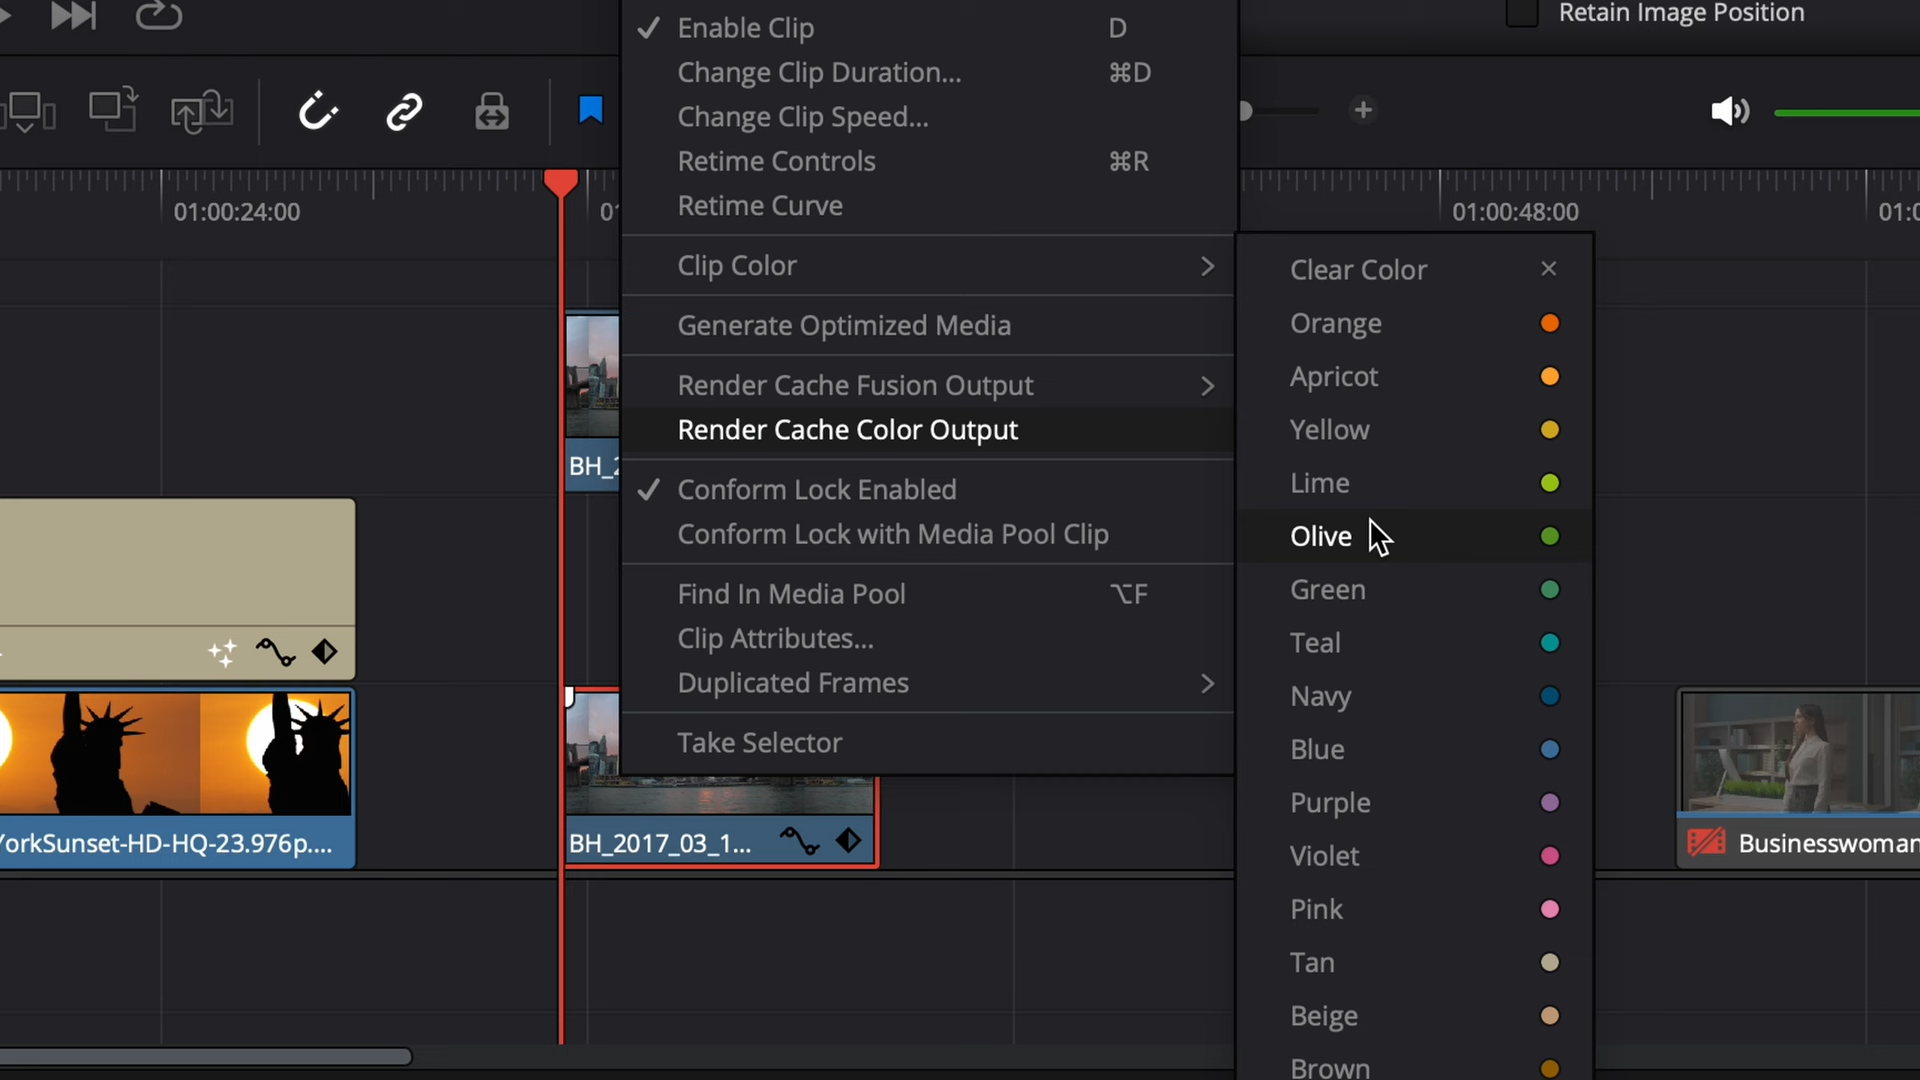 Retain Image Position
Enable Clip D
Change Clip Duration... ⌘D
Change Clip Speed...
Retime Controls ⌘R
Retime Curve
01:00:24:00
01:00:48:00
Clip Color
Generate Optimized Media
Render Cache Fusion Output
Render Cache Color Output
Conform Lock Enabled
Conform Lock with Media Pool Clip
Find In Media Pool ⌥F
Clip Attributes...
Duplicated Frames
Take Selector
Clear Color
Orange
Apricot
Yellow
Lime
Olive
Green
Teal
Navy
Blue
Purple
Violet
Pink
Tan
Beige
Brown
BH_2
YorkSunset-HD-HQ-23.976p....
BH_2017_03_1...
Businesswoman